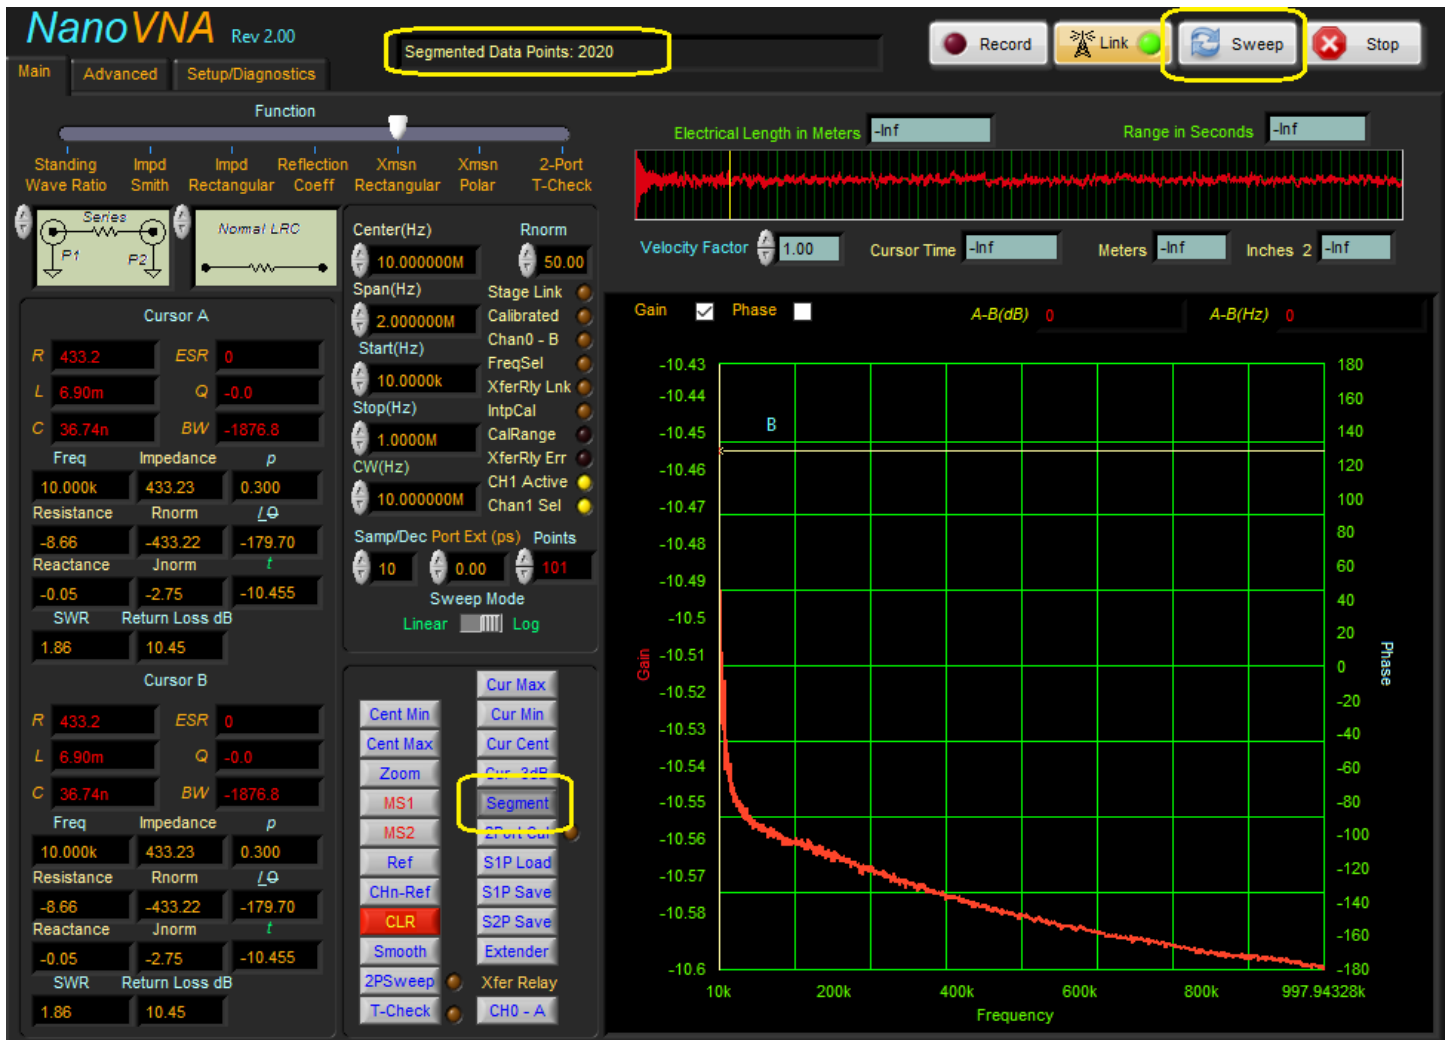 NanoVNA Rev 2.00
Segmented Data Points: 2020
Record Link Sweep Stop
Main Advanced Setup/Diagnostics
Function
Standing Wave Ratio
Impd Smith
Impd Rectangular
Reflection Coeff
Xmsn Rectangular
Xmsn Polar
2-Port T-Check
Electrical Length in Meters -Inf
Range in Seconds -Inf
Velocity Factor 1.00
Cursor Time -Inf
Meters -Inf
Inches 2 -Inf
Series
P1 P2
Normal LRC
Cursor A
R 433.2 ESR 0
L 6.90m Q -0.0
C 36.74n BW -1876.8
Freq Impedance p
10.000k 433.23 0.300
Resistance Rnorm /Θ
-8.66 -433.22 -179.70
Reactance Jnorm t
-0.05 -2.75 -10.455
SWR Return Loss dB
1.86 10.45
Cursor B
R 433.2 ESR 0
L 6.90m Q -0.0
C 36.74n BW -1876.8
Freq Impedance p
10.000k 433.23 0.300
Resistance Rnorm /Θ
-8.66 -433.22 -179.70
Reactance Jnorm t
-0.05 -2.75 -10.455
SWR Return Loss dB
1.86 10.45
Center(Hz) Rnorm
10.000000M 50.00
Span(Hz)
2.000000M
Start(Hz)
10.0000k
Stop(Hz)
1.0000M
CW(Hz)
10.000000M
Stage Link
Calibrated
Chan0 - B
FreqSel
XferRly Lnk
IntpCal
CalRange
XferRly Err
CH1 Active
Chan1 Sel
Samp/Dec Port Ext (ps) Points
10 0.00 101
Sweep Mode
Linear Log
Cent Min
Cent Max
Zoom
MS1
MS2
Ref
CHn-Ref
CLR
Smooth
2PSweep
T-Check
Cur Max
Cur Min
Cur Cent
Cur -3dB
Segment
2Port Cal
S1P Load
S1P Save
S2P Save
Extender
Xfer Relay
CH0 - A
Gain Phase
A-B(dB) 0
A-B(Hz) 0
B
Gain
-10.43
-10.44
-10.45
-10.46
-10.47
-10.48
-10.49
-10.5
-10.51
-10.52
-10.53
-10.54
-10.55
-10.56
-10.57
-10.58
-10.6
180
160
140
120
100
80
60
40
20
0
-20
-40
-60
-80
-100
-120
-140
-160
-180
Phase
10k 200k 400k 600k 800k 997.94328k
Frequency